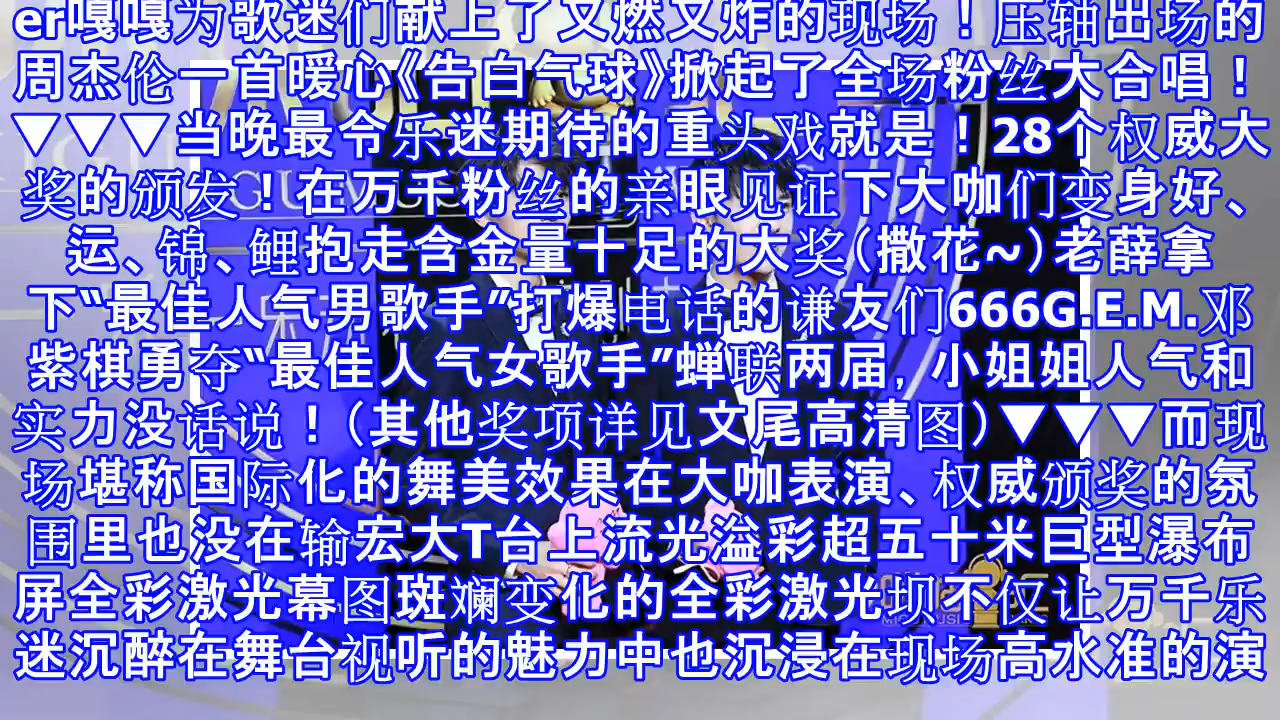 er嘎嘎为歌迷们献上了又燃又炸的现场！压轴出场的
周杰伦一首暖心《告白气球》掀起了全场粉丝大合唱！
▼▼▼当晚最令乐迷期待的重头戏就是！28个权威大
奖的颁发！在万千粉丝的亲眼见证下大咖们变身好、
运、锦、鲤抱走含金量十足的大奖(撒花~)老薛拿
下“最佳人气男歌手”打爆电话的谦友们666G.E.M.邓
紫棋勇夺“最佳人气女歌手”蝉联两届，小姐姐人气和
实力没话说！(其他奖项详见文尾高清图)▼▼▼而现
场堪称国际化的舞美效果在大咖表演、权威颁奖的氛
围里也没在输宏大T台上流光溢彩超五十米巨型瀑布
屏全彩激光幕图斑斓变化的全彩激光坝不仅让万千乐
迷沉醉在舞台视听的魅力中也沉浸在现场高水准的演